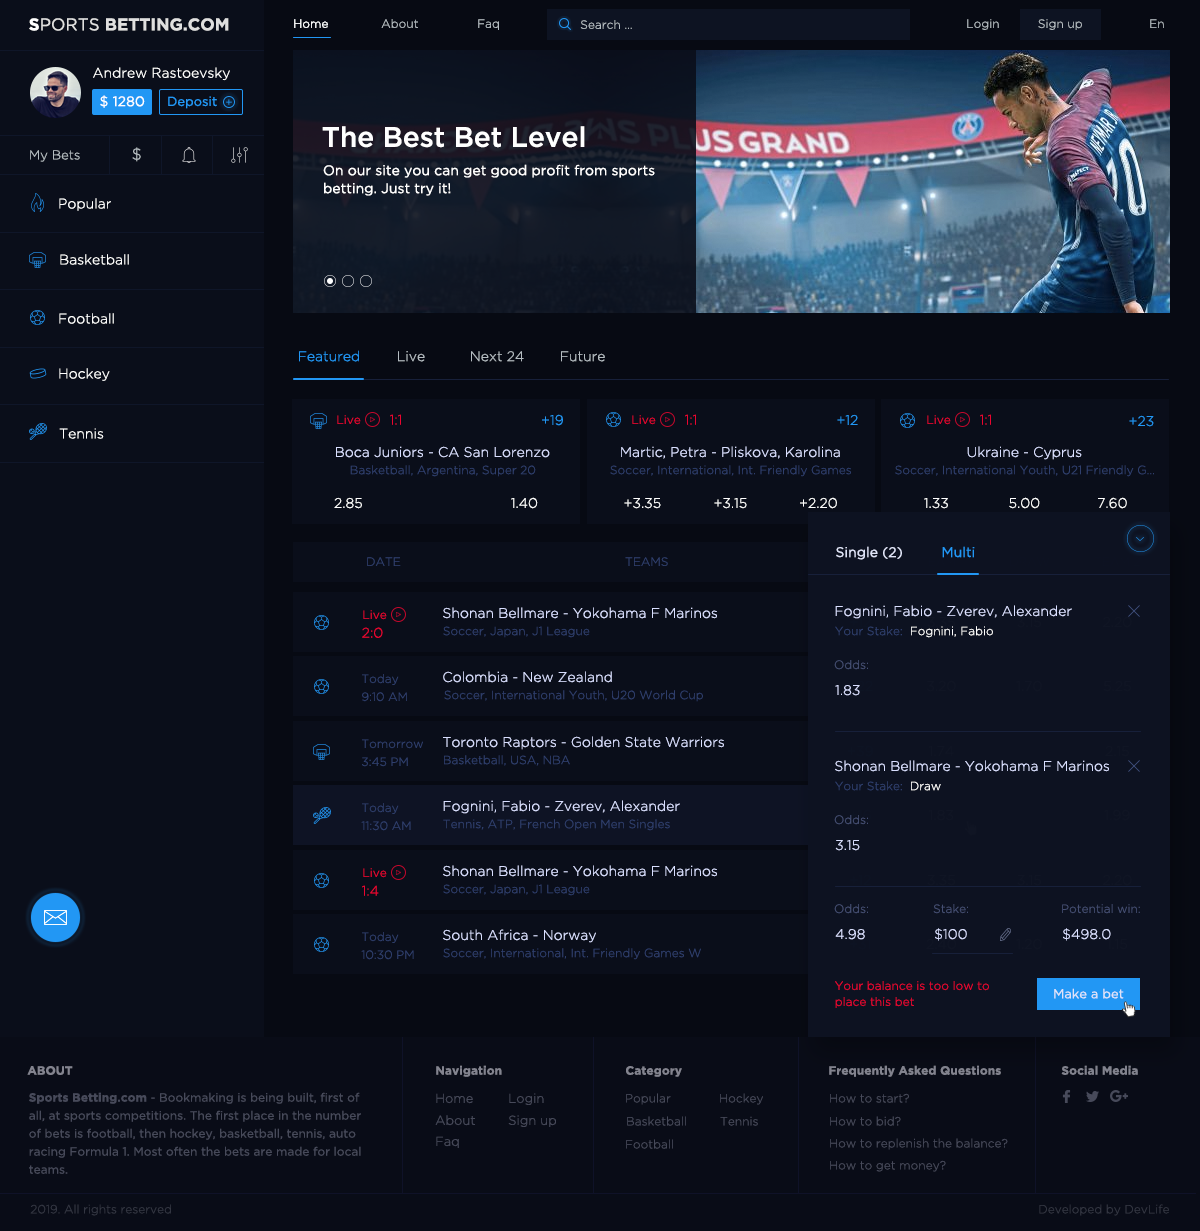 SPORTS BETTING.COM
Home
About
Faq
Search ...
Login
Sign up
En
Andrew Rastoevsky
$ 1280
Deposit
My Bets
$
Popular
Basketball
Football
Hockey
Tennis
The Best Bet Level
On our site you can get good profit from sports
betting. Just try it!
PLUS GRAND
NEYMAR JR
10
Featured
Live
Next 24
Future
Live 1:1
+19
Boca Juniors - CA San Lorenzo
Basketball, Argentina, Super 20
2.85
1.40
Live 1:1
+12
Martic, Petra - Pliskova, Karolina
Soccer, International, Int. Friendly Games
+3.35
+3.15
+2.20
Live 1:1
+23
Ukraine - Cyprus
Soccer, International Youth, U21 Friendly G...
1.33
5.00
7.60
DATE
TEAMS
Live
2:0
Shonan Bellmare - Yokohama F Marinos
Soccer, Japan, J1 League
Today
9:10 AM
Colombia - New Zealand
Soccer, International Youth, U20 World Cup
Tomorrow
3:45 PM
Toronto Raptors - Golden State Warriors
Basketball, USA, NBA
Today
11:30 AM
Fognini, Fabio - Zverev, Alexander
Tennis, ATP, French Open Men Singles
Live
1:4
Shonan Bellmare - Yokohama F Marinos
Soccer, Japan, J1 League
Today
10:30 PM
South Africa - Norway
Soccer, International, Int. Friendly Games W
Single (2)
Multi
Fognini, Fabio - Zverev, Alexander
Your Stake: Fognini, Fabio
Odds:
1.83
Shonan Bellmare - Yokohama F Marinos
Your Stake: Draw
Odds:
3.15
Odds:
4.98
Stake:
$100
Potential win:
$498.0
Your balance is too low to
place this bet
Make a bet
ABOUT
Sports Betting.com - Bookmaking is being built, first of
all, at sports competitions. The first place in the number
of bets is football, then hockey, basketball, tennis, auto
racing Formula 1. Most often the bets are made for local
teams.
Navigation
Home
Login
About
Sign up
Faq
Category
Popular
Hockey
Basketball
Tennis
Football
Frequently Asked Questions
How to start?
How to bid?
How to replenish the balance?
How to get money?
Social Media
2019. All rights reserved
Developed by DevLife